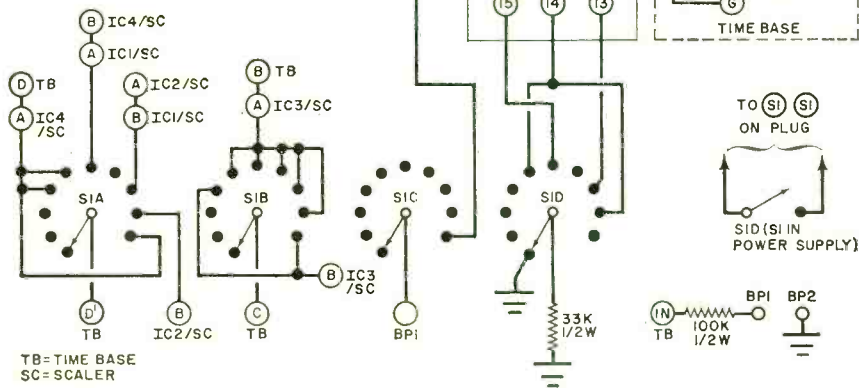 15
14
13
G
TIME BASE
B IC4/SC
A IC1/SC
D TB
A IC4
/SC
A IC2/SC
B IC1/SC
B TB
A IC3/SC
TO S1 S1
ON PLUG
S1A
S1B
S1C
S1D
S1D (S1 IN
POWER SUPPLY)
B IC3
/SC
D'
TB
B
IC2/SC
C
TB
BP1
33K
1/2W
IN
TB
100K
1/2W
BP1
BP2
TB=TIME BASE
SC=SCALER